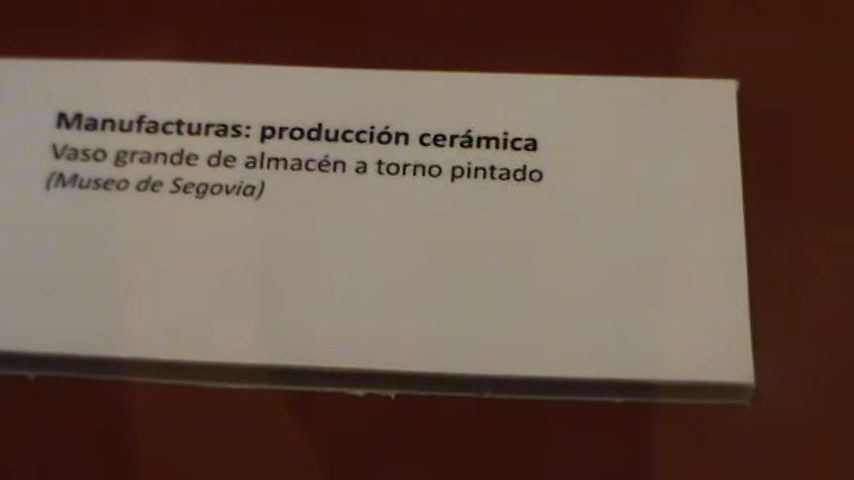 Manufacturas: producción cerámica
Vaso grande de almacén a torno pintado
(Museo de Segovia)